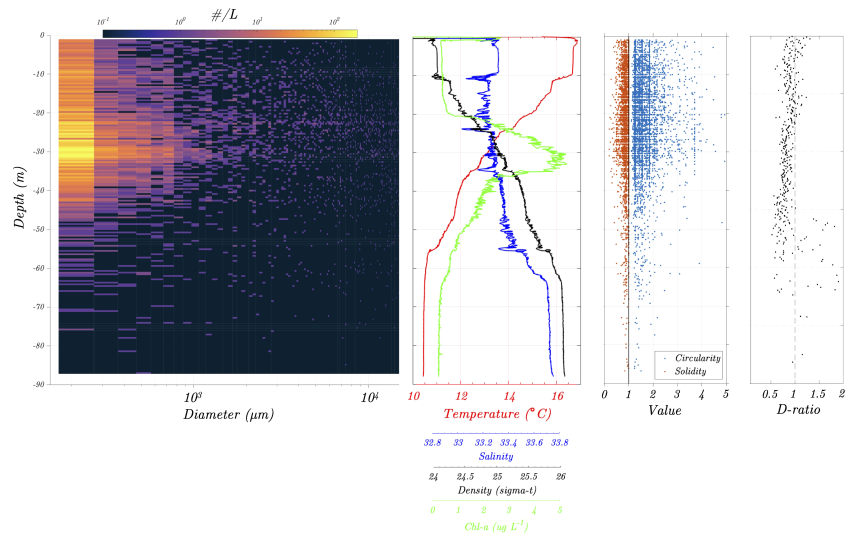 #/L
10^-1 10^0 10^1 10^2
0
-10
-20
-30
-40
-50
-60
-70
-80
-90
Depth (m)
10^3 10^4
Diameter (μm)
10 12 14 16
Temperature (°C)
32.8 33 33.2 33.4 33.6 33.8
Salinity
24 24.5 25 25.5 26
Density (sigma-t)
0 1 2 3 4 5
Chl-a (ug L^-1)
Circularity
Solidity
0 1 2 3 4 5
Value
0.5 1 1.5 2
D-ratio